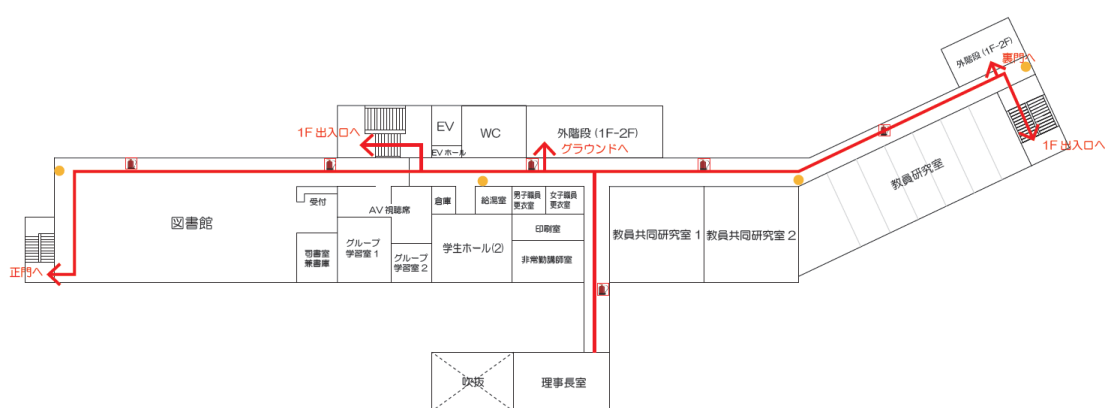 外階段 (1F-2F)
裏門へ
1F 出入口へ
EV
WC
外階段 (1F-2F)
1F 出入口へ
EV ホール
グラウンドへ
教員研究室
受付
AV 視聴席
倉庫
給湯室
男子職員
更衣室
女子職員
更衣室
図書館
印刷室
教員共同研究室 1
教員共同研究室 2
グループ
学習室 1
学生ホール(2)
司書室
兼書庫
グループ
学習室 2
非常勤講師室
正門へ
吹抜
理事長室